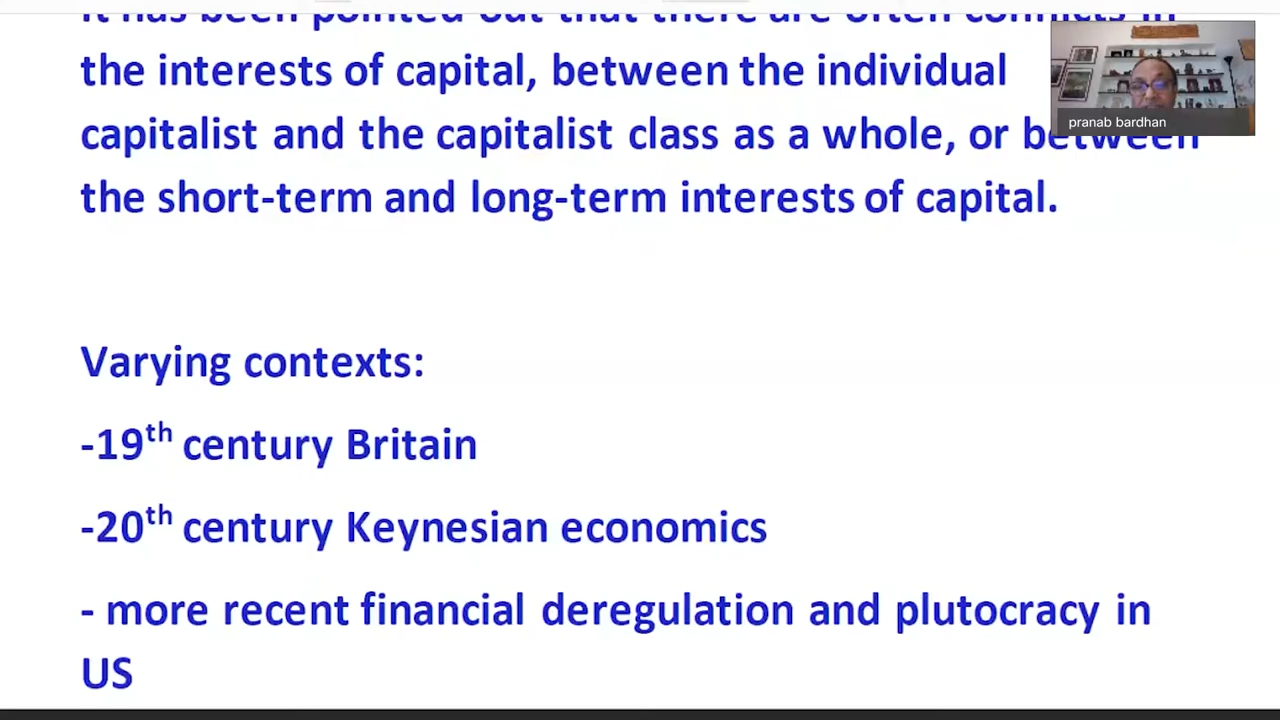 It has been pointed out that there are often conflicts in
the interests of capital, between the individual
capitalist and the capitalist class as a whole, or between
the short-term and long-term interests of capital.
pranab bardhan
Varying contexts:
-19th century Britain
-20th century Keynesian economics
- more recent financial deregulation and plutocracy in
US